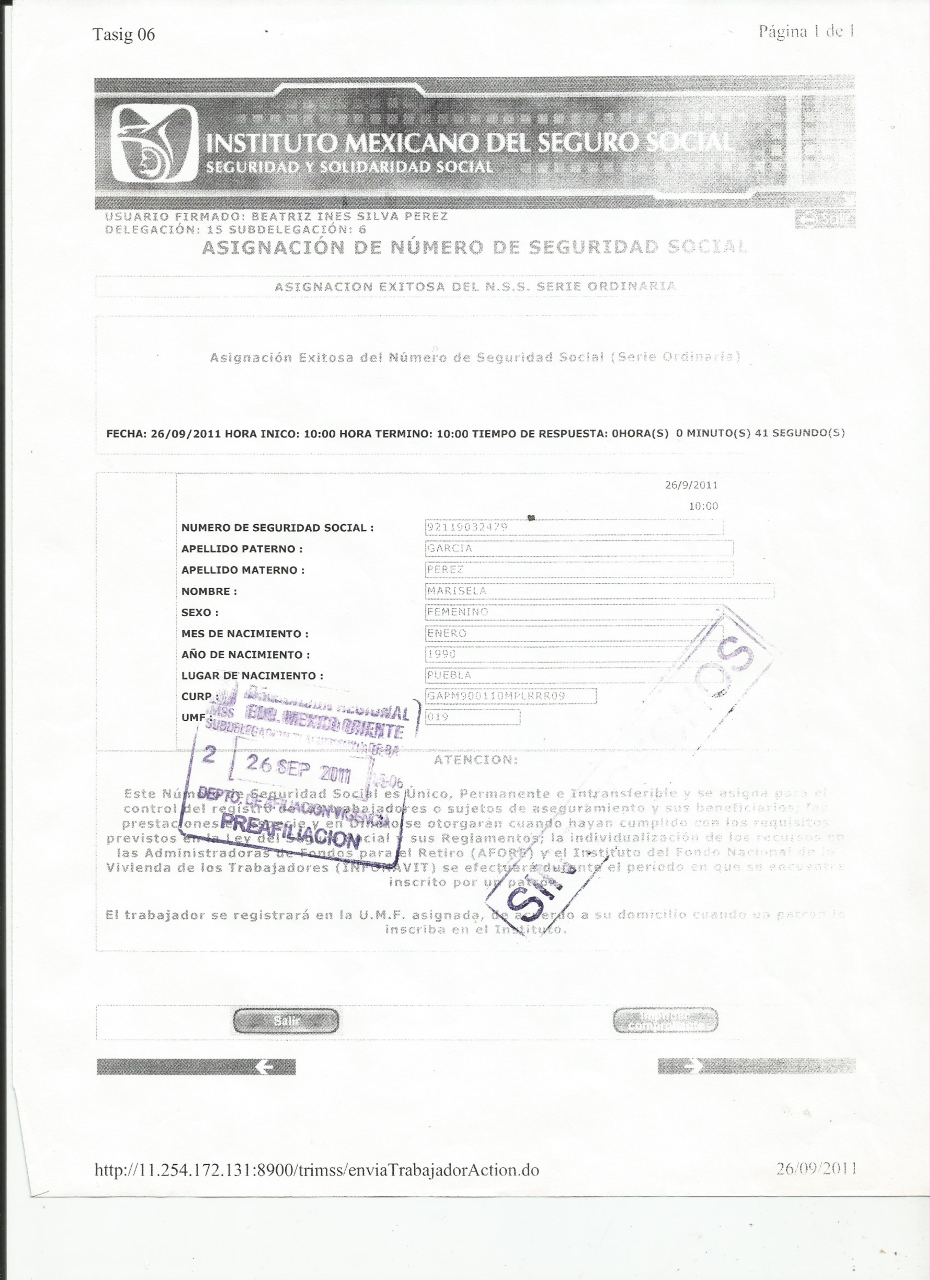 Tasig 06
Página 1 de 1
INSTITUTO MEXICANO DEL SEGURO SOCIAL
SEGURIDAD Y SOLIDARIDAD SOCIAL
USUARIO FIRMADO: BEATRIZ INES SILVA PEREZ
DELEGACIÓN: 15 SUBDELEGACIÓN: 6
Salir
ASIGNACIÓN DE NÚMERO DE SEGURIDAD SOCIAL
ASIGNACION EXITOSA DEL N.S.S. SERIE ORDINARIA
Asignación Exitosa del Número de Seguridad Social (Serie Ordinaria)
FECHA: 26/09/2011 HORA INICO: 10:00 HORA TERMINO: 10:00 TIEMPO DE RESPUESTA: 0HORA(S) 0 MINUTO(S) 41 SEGUNDO(S)
26/9/2011
10:00
NUMERO DE SEGURIDAD SOCIAL : 92119032479
APELLIDO PATERNO : GARCIA
APELLIDO MATERNO : PEREZ
NOMBRE : MARISELA
SEXO : FEMENINO
MES DE NACIMIENTO : ENERO
AÑO DE NACIMIENTO : 1990
LUGAR DE NACIMIENTO : PUEBLA
CURP : GAPM900110MPLRRR09
UMF : 019
DELEGACION REGIONAL
IMSS EDO. MEXICO ORIENTE
2 26 SEP 2011
DEPTO. DE AFILIACION VIGENCIA
PREAFILIACION
ATENCION:
Este Número de Seguridad Social es Único, Permanente e Intransferible y se asigna para el
control del registro de los trabajadores o sujetos de aseguramiento y sus beneficiarios; las
prestaciones en especie y en Dinero se otorgarán cuando hayan cumplido con los requisitos
previstos en la Ley del Seguro Social y sus Reglamentos; la individualización de los recursos en
las Administradoras de Fondos para el Retiro (AFORE) y el Instituto del Fondo Nacional de la
Vivienda de los Trabajadores (INFONAVIT) se efectuará durante el periodo en que se encuentre
inscrito por un patrón.
El trabajador se registrará en la U.M.F. asignada, de acuerdo a su domicilio cuando un patron lo
inscriba en el Instituto.
SIN
Salir
Imprimir
comprobante
http://11.254.172.131:8900/trimss/enviaTrabajadorAction.do
26/09/2011